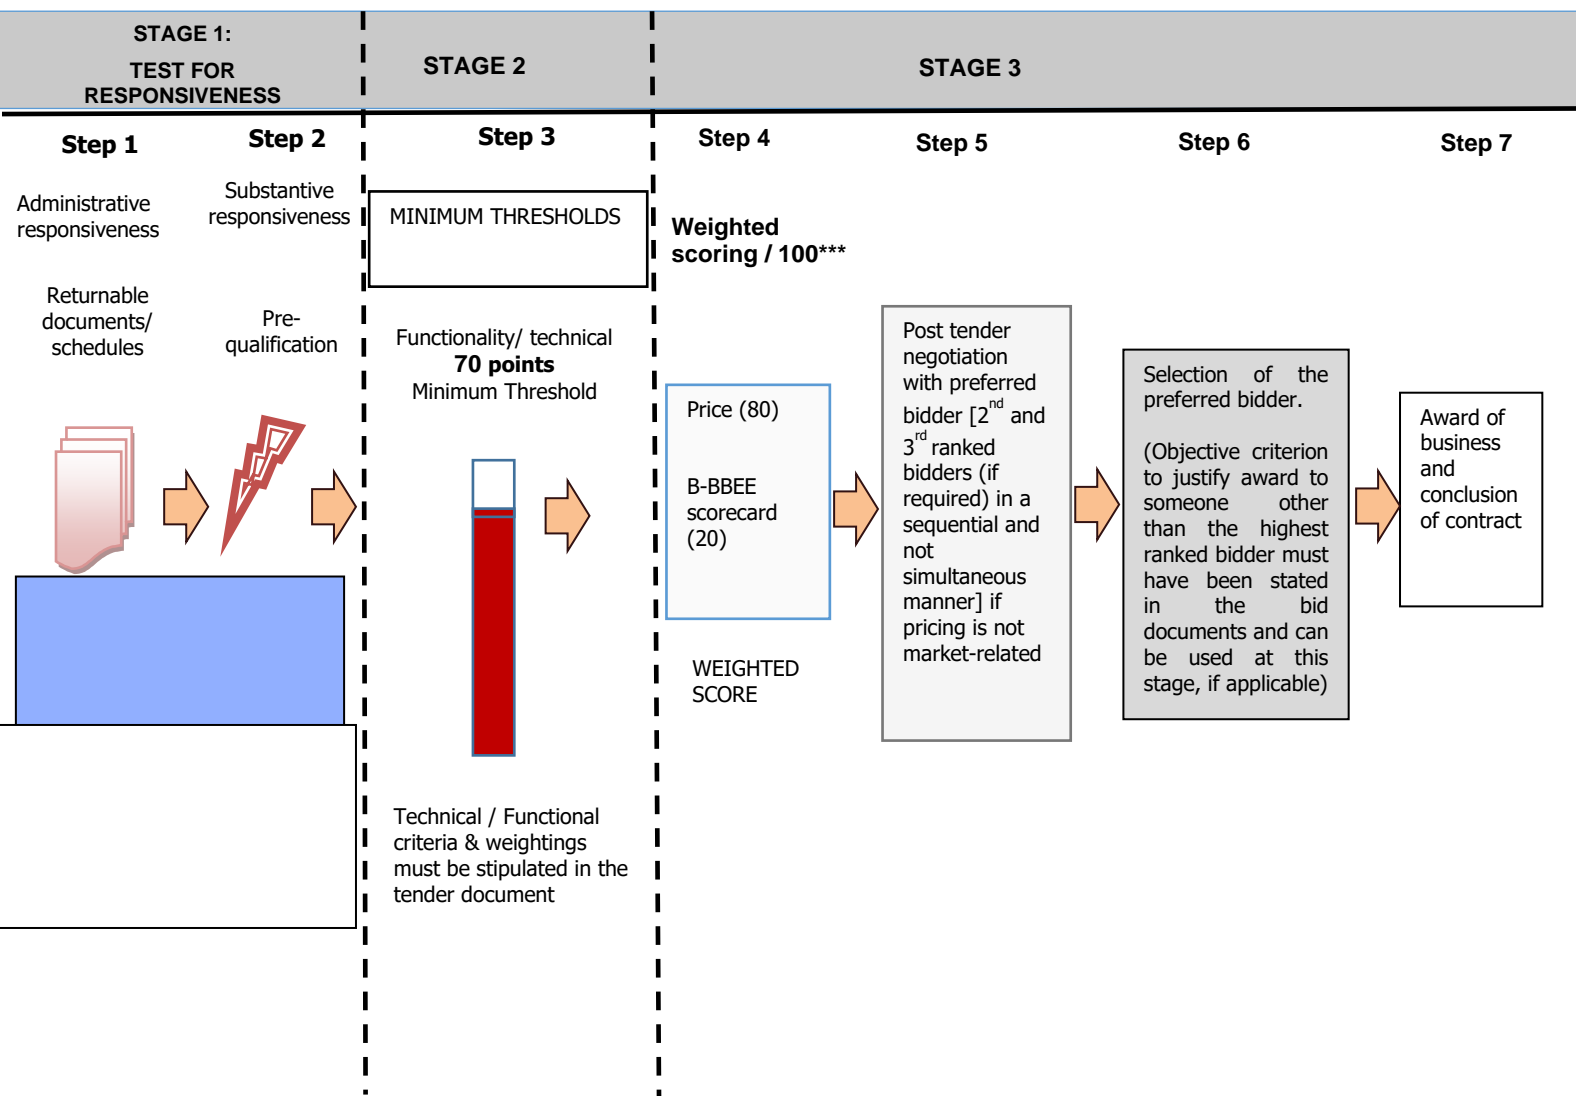 STAGE 1:
TEST FOR
RESPONSIVENESS
STAGE 2
STAGE 3
Step 1
Step 2
Step 3
Step 4
Step 5
Step 6
Step 7
Administrative
responsiveness
Substantive
responsiveness
MINIMUM THRESHOLDS
Weighted
scoring / 100***
Returnable
documents/
schedules
Pre-
qualification
Functionality/ technical
70 points
Minimum Threshold
Price (80)
B-BBEE
scorecard
(20)
WEIGHTED
SCORE
Post tender
negotiation
with preferred
bidder [2nd and
3rd ranked
bidders (if
required) in a
sequential and
not
simultaneous
manner] if
pricing is not
market-related
Selection of the
preferred bidder.
(Objective criterion
to justify award to
someone other
than the highest
ranked bidder must
have been stated
in the bid
documents and can
be used at this
stage, if applicable)
Award of
business
and
conclusion
of contract
Technical / Functional
criteria & weightings
must be stipulated in the
tender document